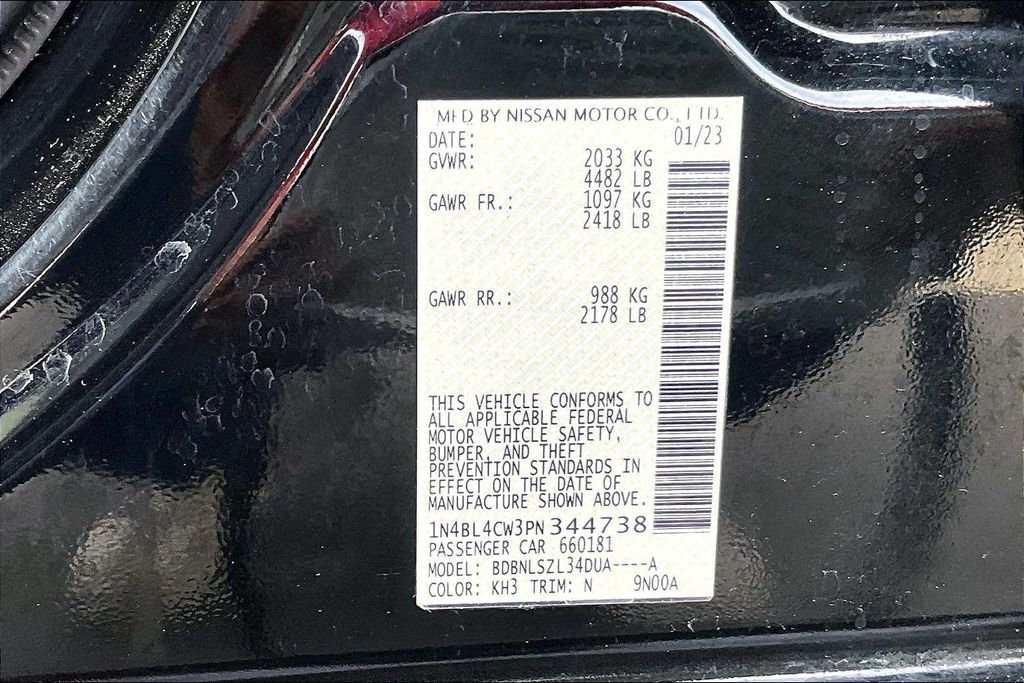 MFD BY NISSAN MOTOR CO., LTD.
DATE: 01/23
GVWR: 2033 KG
4482 LB
GAWR FR.: 1097 KG
2418 LB
GAWR RR.: 988 KG
2178 LB
THIS VEHICLE CONFORMS TO
ALL APPLICABLE FEDERAL
MOTOR VEHICLE SAFETY,
BUMPER, AND THEFT
PREVENTION STANDARDS IN
EFFECT ON THE DATE OF
MANUFACTURE SHOWN ABOVE.
1N4BL4CW3PN344738
PASSENGER CAR 660181
MODEL: BDBNLSZL34DUA----A
COLOR: KH3 TRIM: N 9N00A